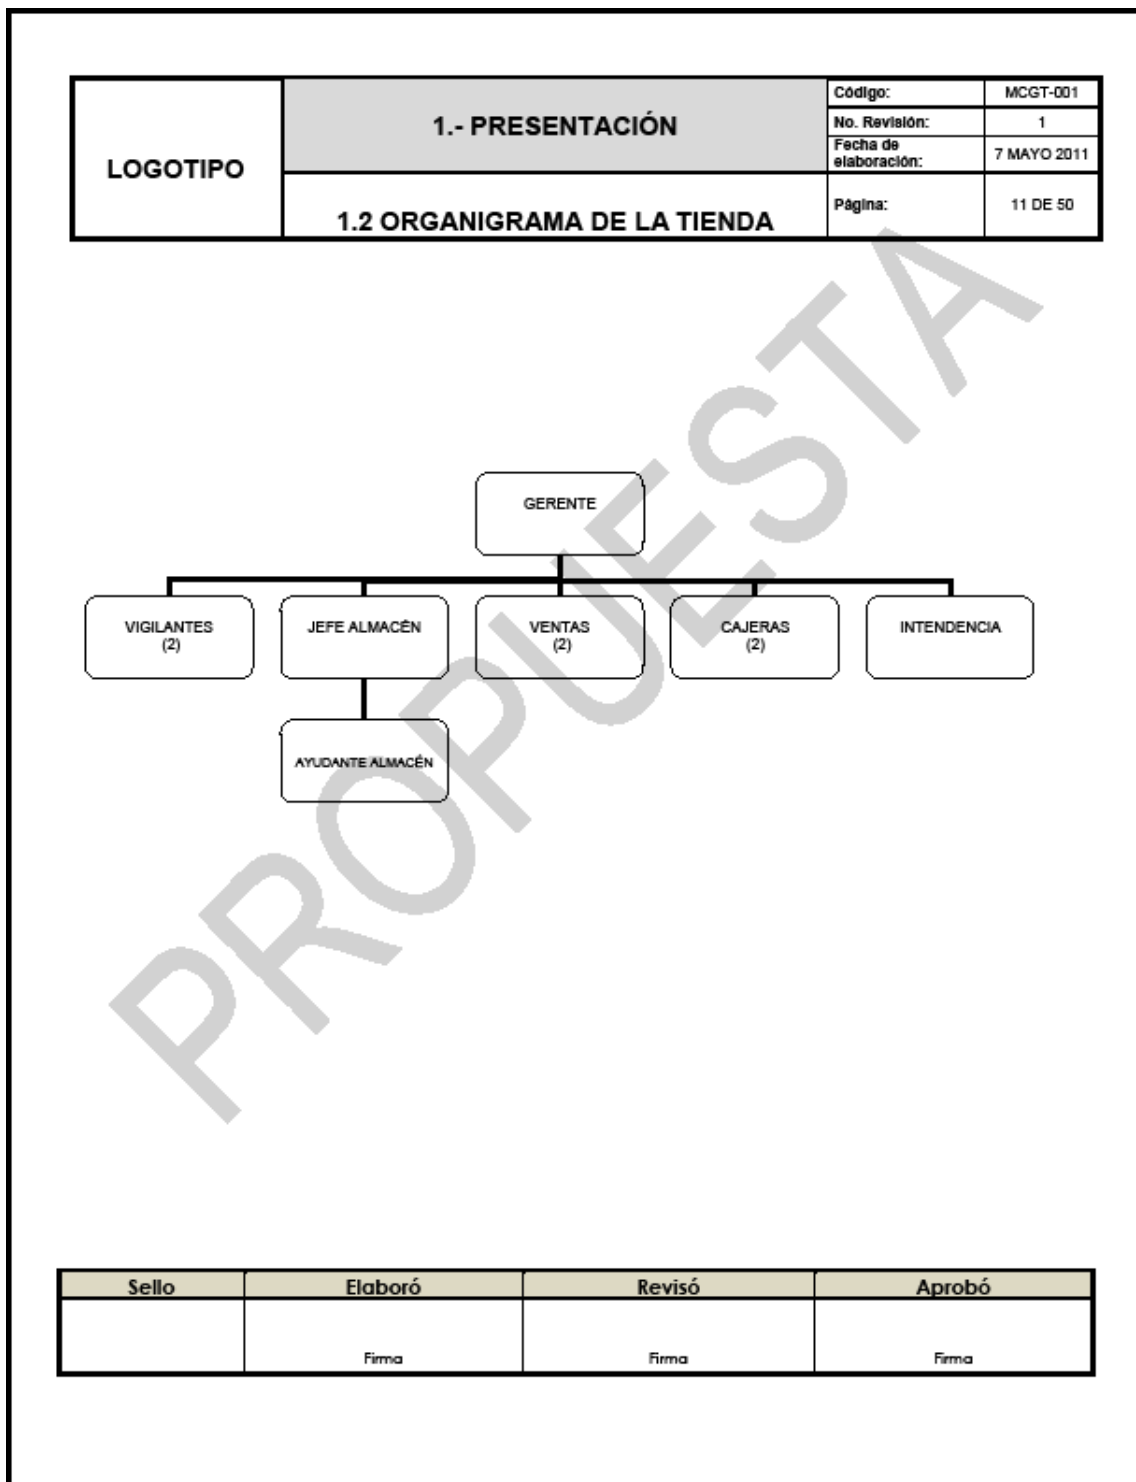 LOGOTIPO
1.- PRESENTACIÓN
Código:
MCGT-001
No. Revisión:
1
Fecha de
elaboración:
7 MAYO 2011
1.2 ORGANIGRAMA DE LA TIENDA
Página:
11 DE 50
PROPUESTA
GERENTE
VIGILANTES
(2)
JEFE ALMACÉN
VENTAS
(2)
CAJERAS
(2)
INTENDENCIA
AYUDANTE ALMACÉN
Sello
Elaboró
Revisó
Aprobó
Firma
Firma
Firma